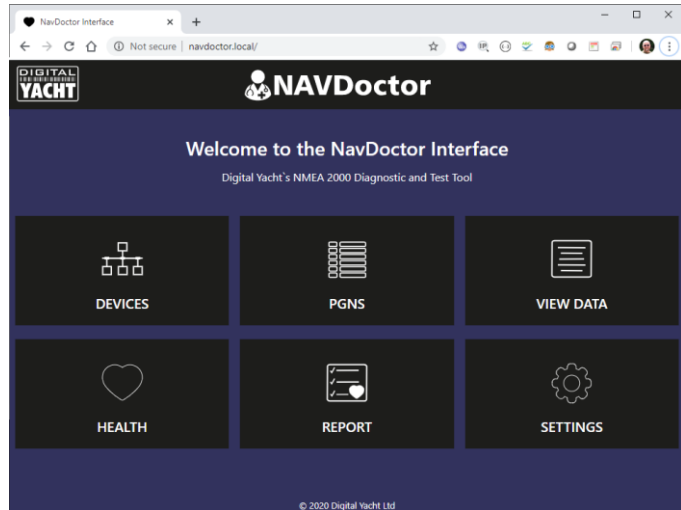 NavDoctor Interface
Not secure | navdoctor.local/
DIGITAL
YACHT
NAVDoctor
Welcome to the NavDoctor Interface
Digital Yacht`s NMEA 2000 Diagnostic and Test Tool
DEVICES
PGNS
VIEW DATA
HEALTH
REPORT
SETTINGS
© 2020 Digital Yacht Ltd